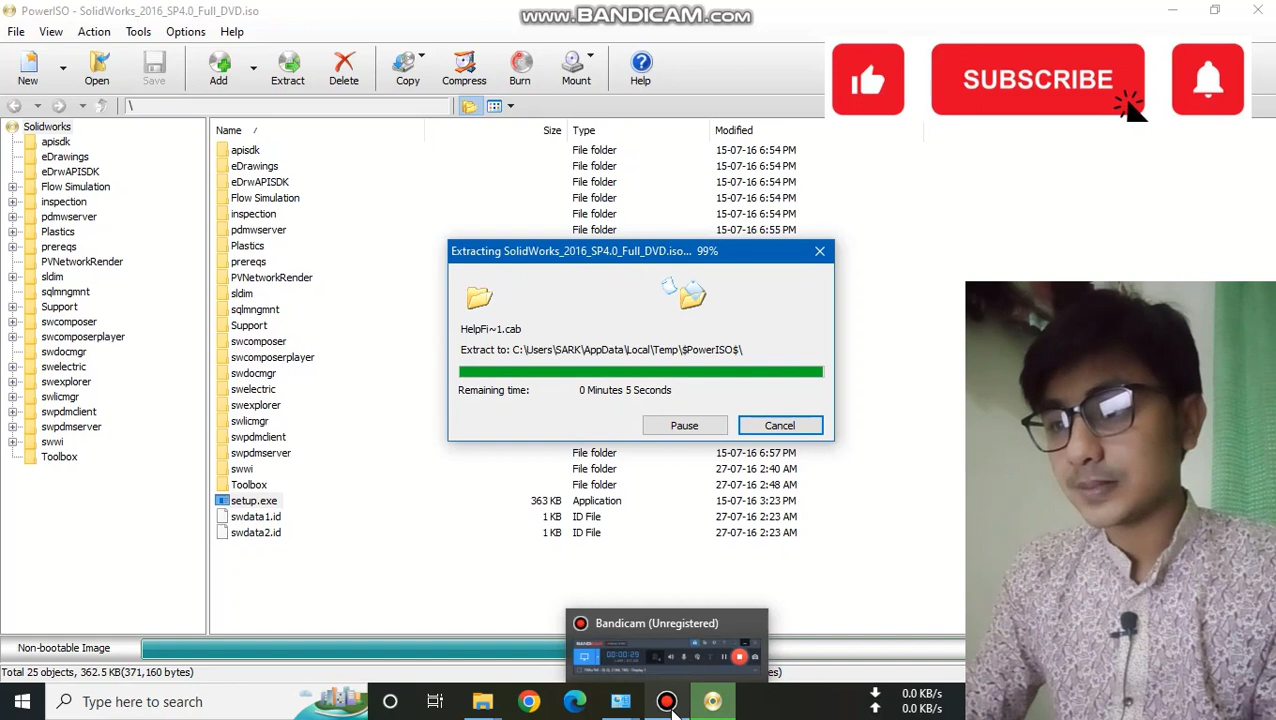 PowerISO - SolidWorks_2016_SP4.0_Full_DVD.iso
www.BANDICAM.com
File View Action Tools Options Help
New Open Save Add Extract Delete Copy Compress Burn Mount Help
SUBSCRIBE
\
Solidworks
apisdk
eDrawings
eDrwAPISDK
Flow Simulation
inspection
pdmwserver
Plastics
prereqs
PVNetworkRender
sldim
sqlmngmnt
Support
swcomposer
swcomposerplayer
swdocmgr
swelectric
swexplorer
swlicmgr
swpdmclient
swpdmserver
swwi
Toolbox
Name / Size Type Modified
apisdk File folder 15-07-16 6:54 PM
eDrawings File folder 15-07-16 6:54 PM
eDrwAPISDK File folder 15-07-16 6:54 PM
Flow Simulation File folder 15-07-16 6:54 PM
inspection File folder 15-07-16 6:54 PM
pdmwserver File folder 15-07-16 6:55 PM
Plastics
prereqs
PVNetworkRender
sldim
sqlmngmnt
Support
swcomposer
swcomposerplayer
swdocmgr
swelectric
swexplorer
swlicmgr
swpdmclient
swpdmserver File folder 15-07-16 6:57 PM
swwi File folder 27-07-16 2:40 AM
Toolbox File folder 27-07-16 2:48 AM
setup.exe 363 KB Application 15-07-16 3:23 PM
swdata1.id 1 KB ID File 27-07-16 2:23 AM
swdata2.id 1 KB ID File 27-07-16 2:23 AM
Extracting SolidWorks_2016_SP4.0_Full_DVD.iso... 99%
HelpFi~1.cab
Extract to: C:\Users\SARK\AppData\Local\Temp\$PowerISO$\
Remaining time: 0 Minutes 5 Seconds
Pause Cancel
Bandicam (Unregistered)
BANDICAM
00:00:29
Non-bootable Image
Total 25 objects, 362.5 KB(371,160 bytes)
Type here to search
0.0 KB/s
0.0 KB/s